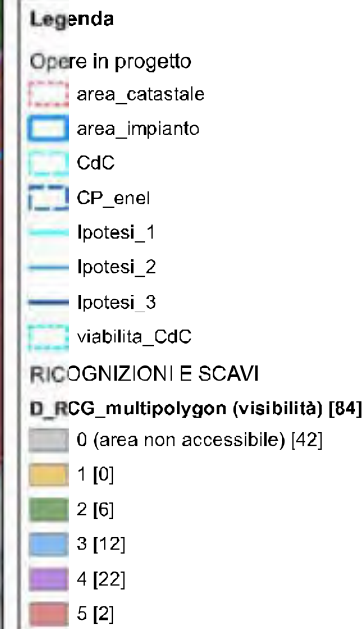 Legenda
Opere in progetto
area_catastale
area_impianto
CdC
CP_enel
Ipotesi_1
Ipotesi_2
Ipotesi_3
viabilita_CdC
RICOGNIZIONI E SCAVI
D_RCG_multipolygon (visibilità) [84]
0 (area non accessibile) [42]
1 [0]
2 [6]
3 [12]
4 [22]
5 [2]